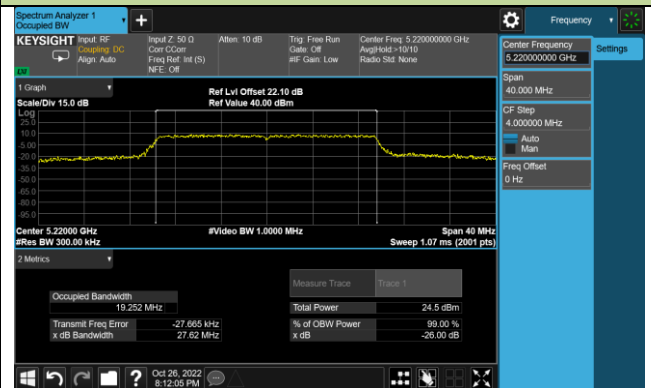 Spectrum Analyzer 1
Occupied BW
Frequency
KEYSIGHT
Input: RF
Coupling: DC
Align: Auto
Input Z: 50 Ω
Corr CCorr
Freq Ref: Int (S)
NFE: Off
Atten: 10 dB
Trig: Free Run
Gate: Off
#IF Gain: Low
Center Freq: 5.220000000 GHz
Avg|Hold:>10/10
Radio Std: None
Center Frequency
5.220000000 GHz
Settings
Span
40.000 MHz
CF Step
4.000000 MHz
Auto
Man
Freq Offset
0 Hz
1 Graph
Scale/Div 15.0 dB
Ref Lvl Offset 22.10 dB
Ref Value 40.00 dBm
Log
25.0
10.0
-5.00
-20.0
-35.0
-50.0
-65.0
-80.0
-95.0
Center 5.22000 GHz
#Res BW 300.00 kHz
#Video BW 1.0000 MHz
Span 40 MHz
Sweep 1.07 ms (2001 pts)
2 Metrics
Measure Trace
Trace 1
Occupied Bandwidth
19.252 MHz
Total Power
24.5 dBm
Transmit Freq Error
-27.665 kHz
% of OBW Power
99.00 %
x dB Bandwidth
27.62 MHz
x dB
-26.00 dB
Oct 26, 2022
8:12:05 PM